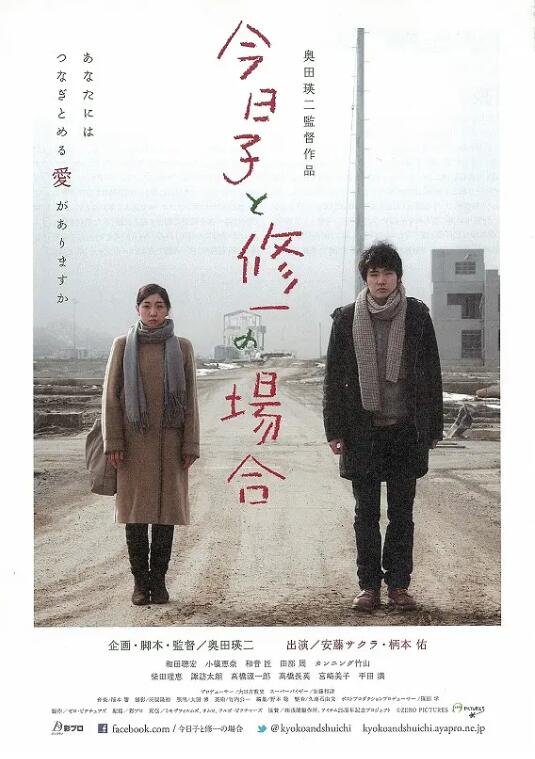 奥田瑛二監督作品
今日子と修一の場合
あなたには
つなぎとめる愛がありますか
企画・脚本・監督/奥田瑛二 出演/安藤サクラ・柄本 佑
和田聰宏 小篠恵奈 和音 匠 田部 周 カンニング竹山
柴田理恵 諏訪太朗 高橋源一郎 高橋長英 宮崎美子 平田 満
©ZERO PICTURES
影プロ facebook.com/今日子と修一の場合 @kyokoandshuichi kyokoandshuichi.ayapro.ne.jp